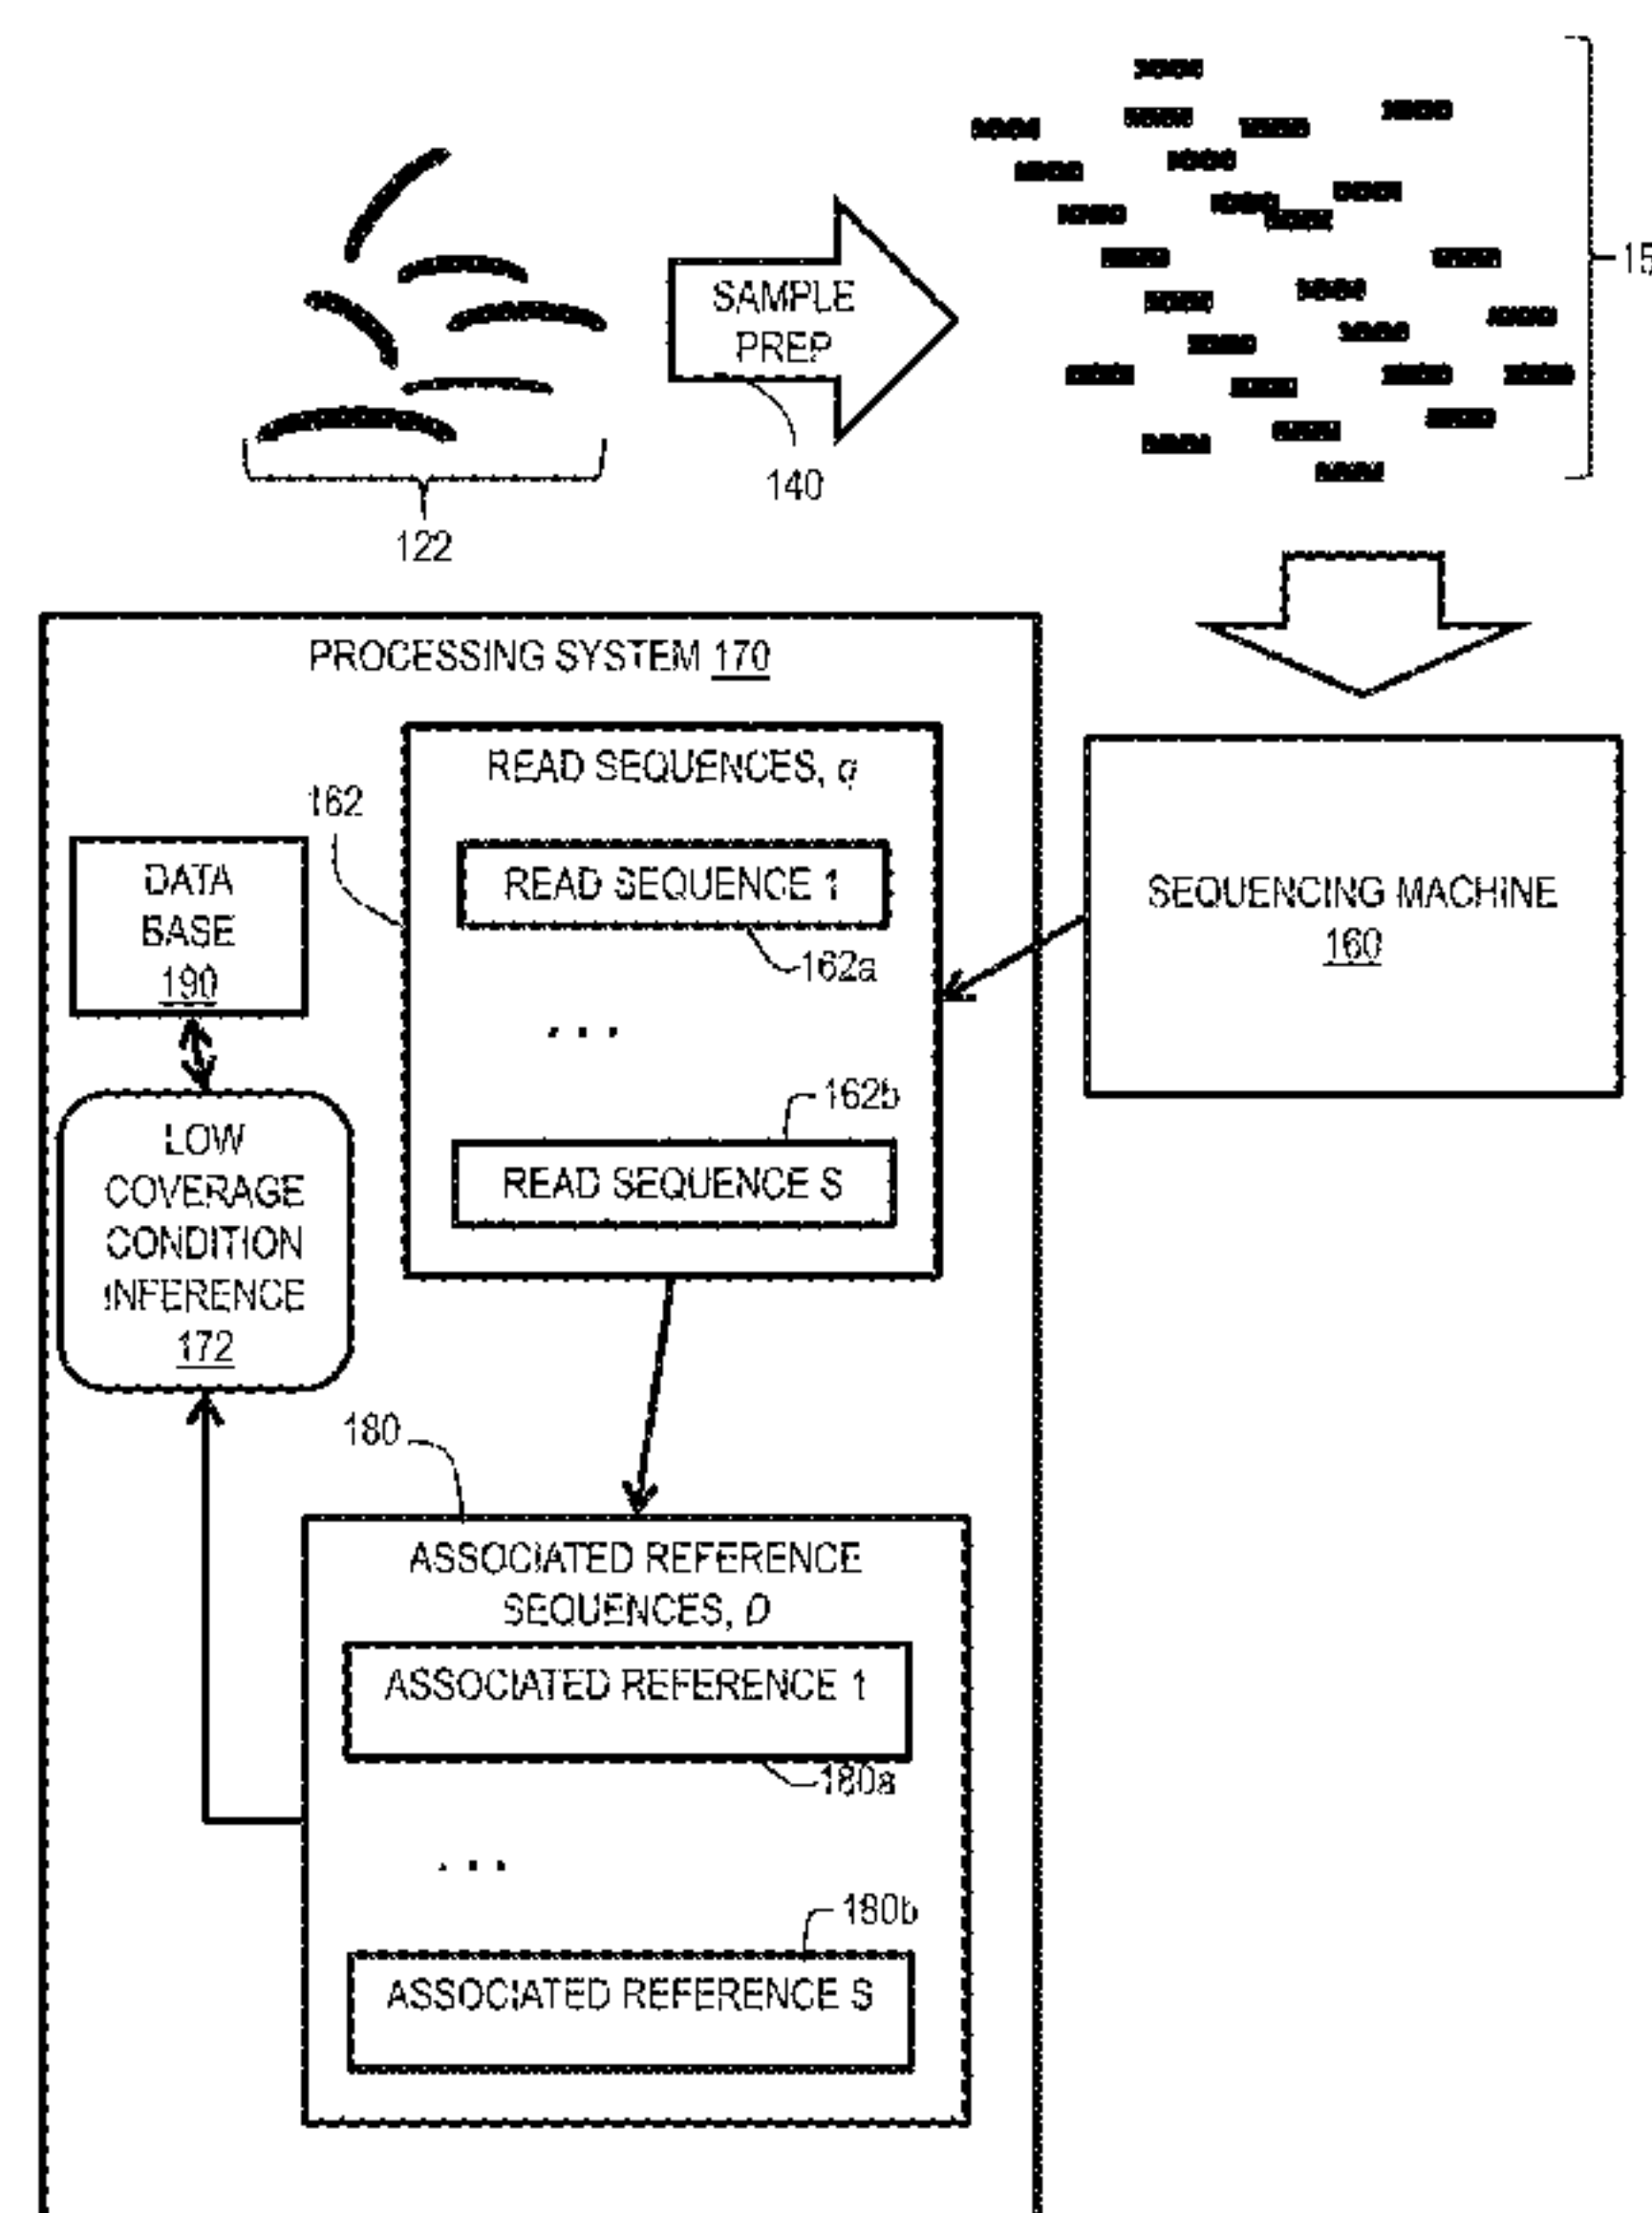 SAMPLE
PREP
140
122
PROCESSING SYSTEM 170
READ SEQUENCES, q
162
READ SEQUENCE 1
162a
. . .
162b
READ SEQUENCE S
DATA
BASE
190
LOW
COVERAGE
CONDITION
INFERENCE
172
SEQUENCING MACHINE
160
180
ASSOCIATED REFERENCE
SEQUENCES, D
ASSOCIATED REFERENCE 1
180a
. . .
180b
ASSOCIATED REFERENCE S